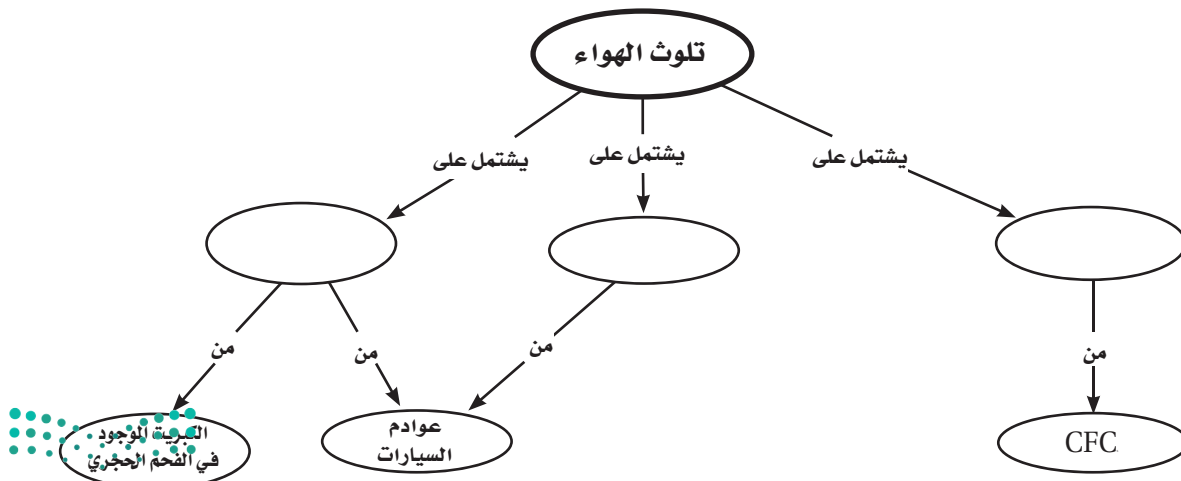 تلوث الهواء
يشتمل على
يشتمل على
يشتمل على
من
من
من
من
CFC
عوادم
السيارات
الكبريت الموجود
في الفحم الحجري